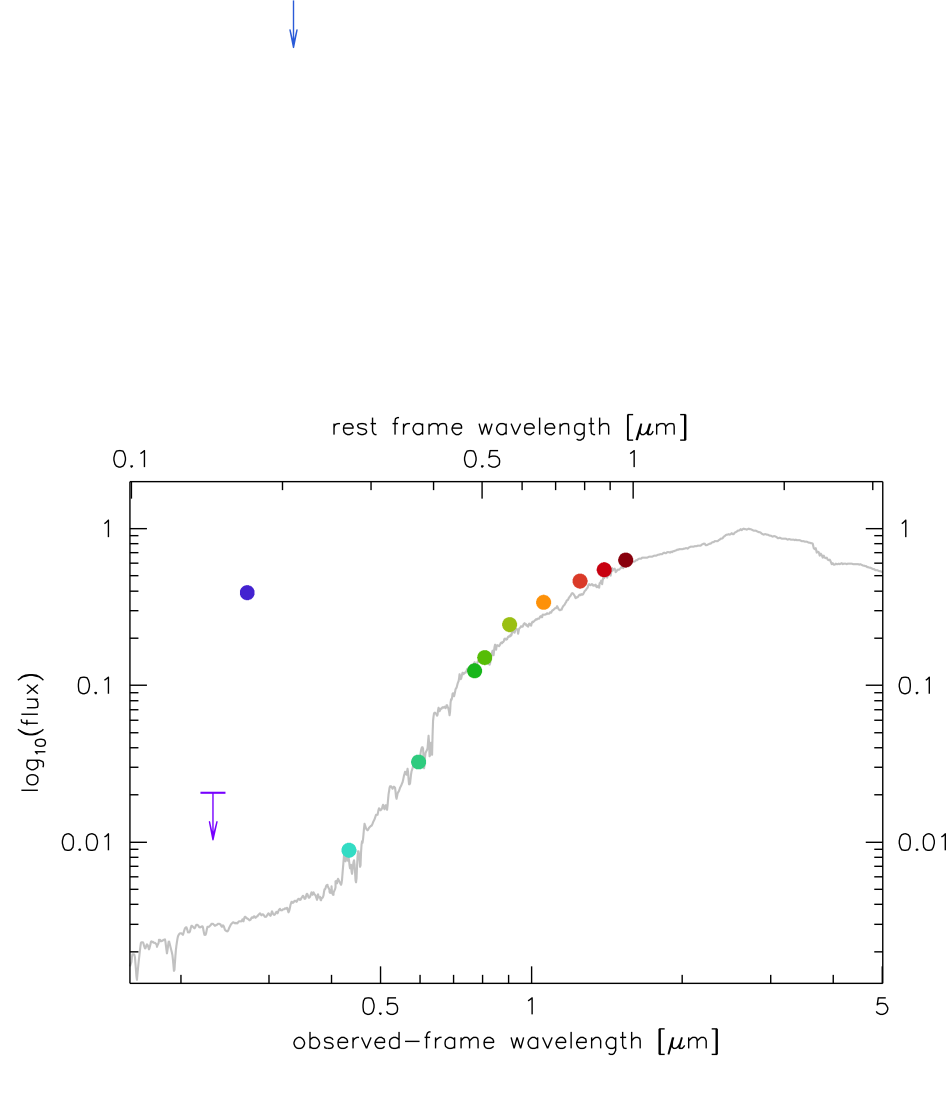 rest frame wavelength [μm]
0.1 0.5 1
1 1
0.1 0.1
0.01 0.01
log10(flux)
0.5 1 5
observed-frame wavelength [μm]